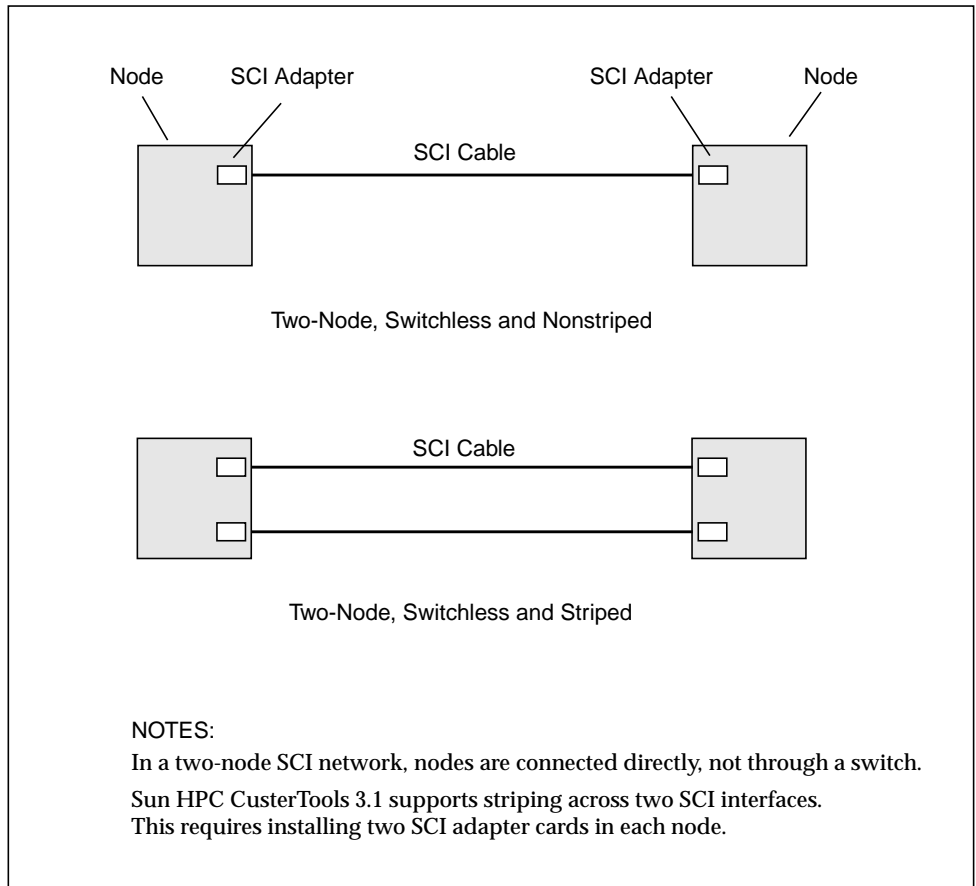 Node SCI Adapter SCI Adapter Node
SCI Cable
Two-Node, Switchless and Nonstriped
SCI Cable
Two-Node, Switchless and Striped
NOTES:
In a two-node SCI network, nodes are connected directly, not through a switch.
Sun HPC CusterTools 3.1 supports striping across two SCI interfaces.
This requires installing two SCI adapter cards in each node.